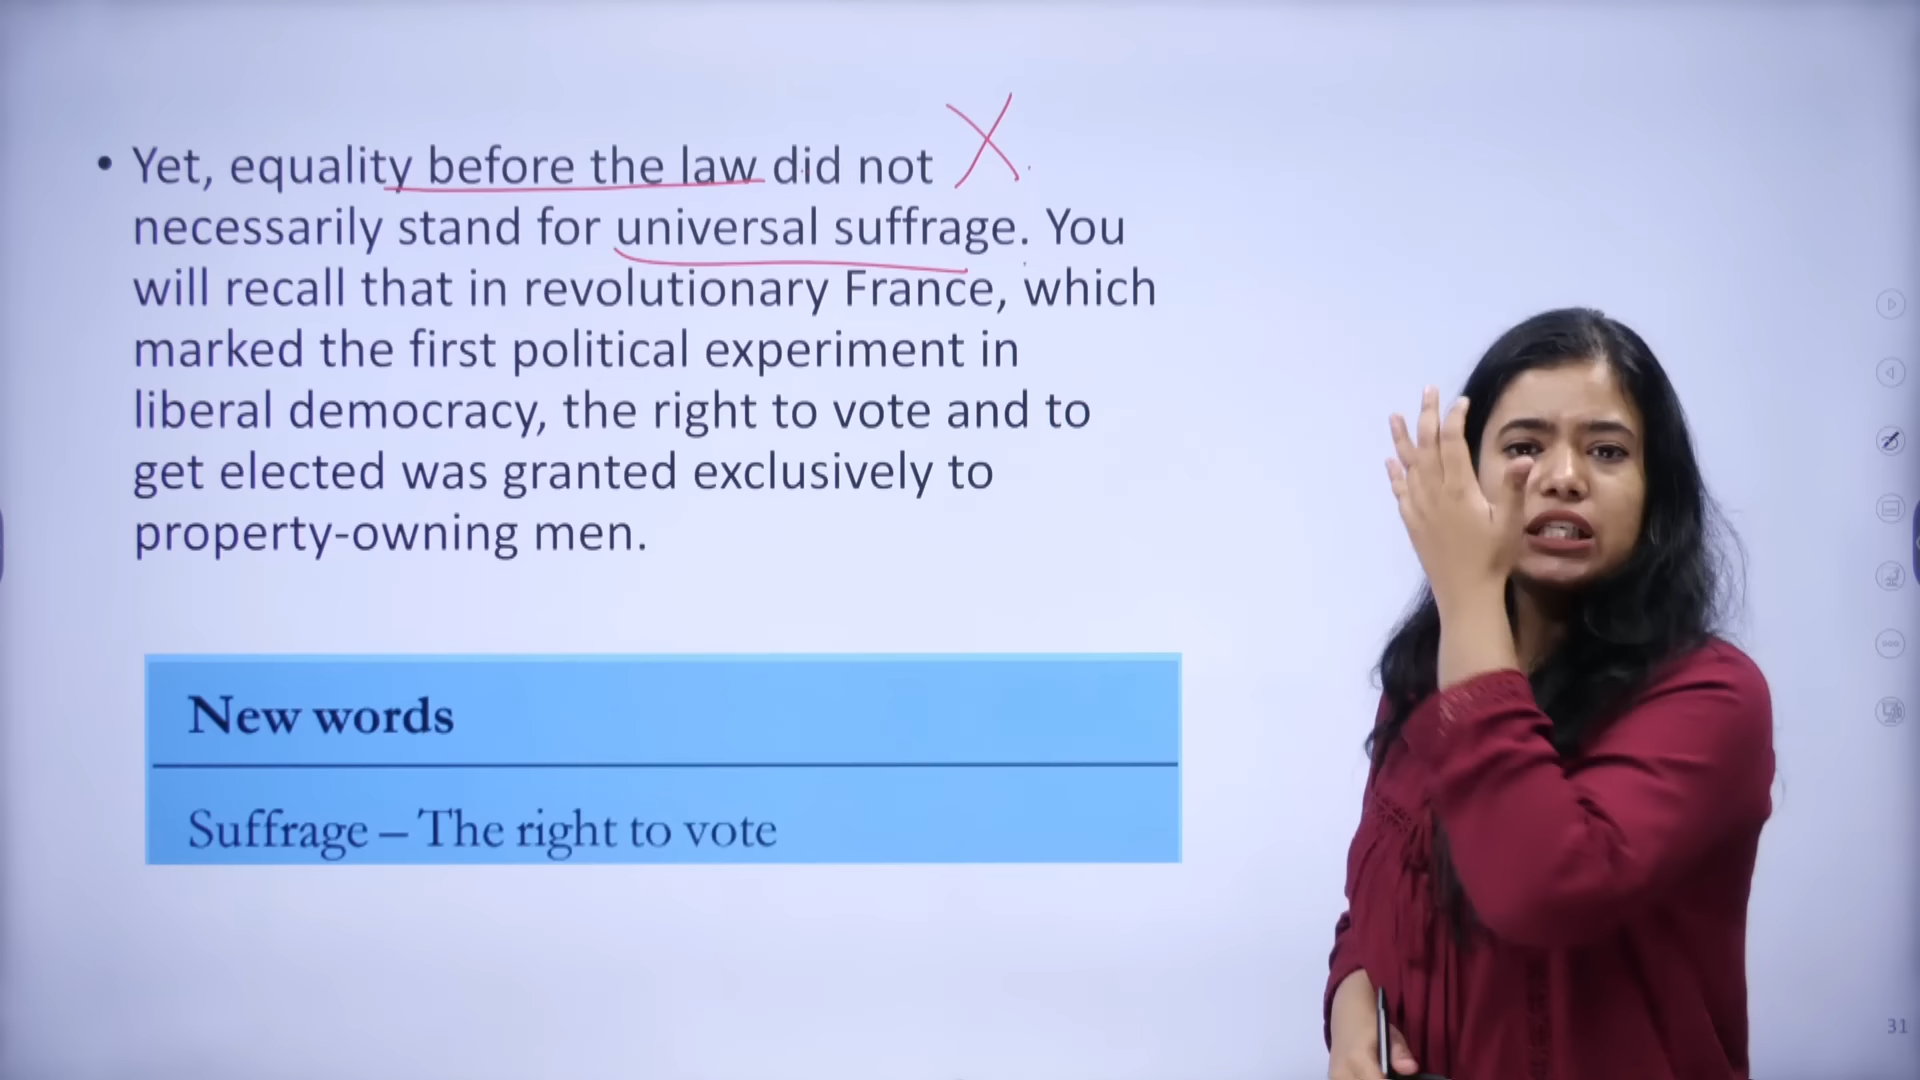 • Yet, equality before the law did not
necessarily stand for universal suffrage. You
will recall that in revolutionary France, which
marked the first political experiment in
liberal democracy, the right to vote and to
get elected was granted exclusively to
property-owning men.
New words
Suffrage – The right to vote
31